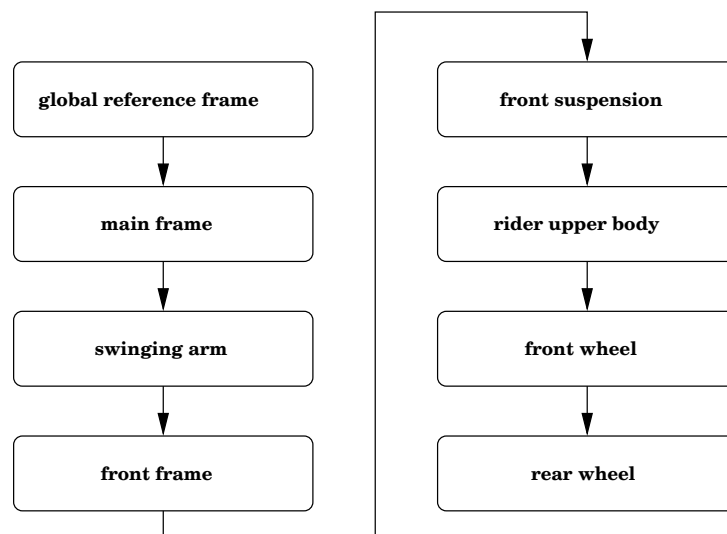 global reference frame
main frame
swinging arm
front frame
front suspension
rider upper body
front wheel
rear wheel